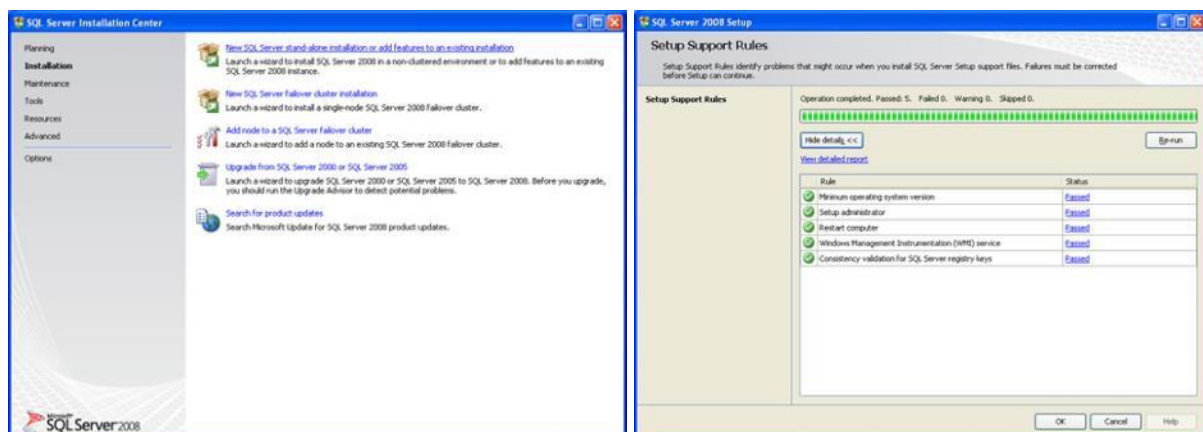 SQL Server Installation Center
Planning
Installation
Maintenance
Tools
Resources
Advanced
Options
New SQL Server stand-alone installation or add features to an existing installation
Launch a wizard to install SQL Server 2008 in a non-clustered environment or to add features to an existing
SQL Server 2008 instance.
New SQL Server failover cluster installation
Launch a wizard to install a single-node SQL Server 2008 failover cluster.
Add node to a SQL Server failover cluster
Launch a wizard to add a node to an existing SQL Server 2008 failover cluster.
Upgrade from SQL Server 2000 or SQL Server 2005
Launch a wizard to upgrade SQL Server 2000 or SQL Server 2005 to SQL Server 2008. Before you upgrade,
you should run the Upgrade Advisor to detect potential problems.
Search for product updates
Search Microsoft Update for SQL Server 2008 product updates.
Microsoft
SQL Server 2008
SQL Server 2008 Setup
Setup Support Rules
Setup Support Rules identify problems that might occur when you install SQL Server Setup support files. Failures must be corrected
before Setup can continue.
Setup Support Rules
Operation completed. Passed: 5. Failed 0. Warning 0. Skipped 0.
Hide details <<
Re-run
View detailed report
Rule Status
Minimum operating system version Passed
Setup administrator Passed
Restart computer Passed
Windows Management Instrumentation (WMI) service Passed
Consistency validation for SQL Server registry keys Passed
OK Cancel Help